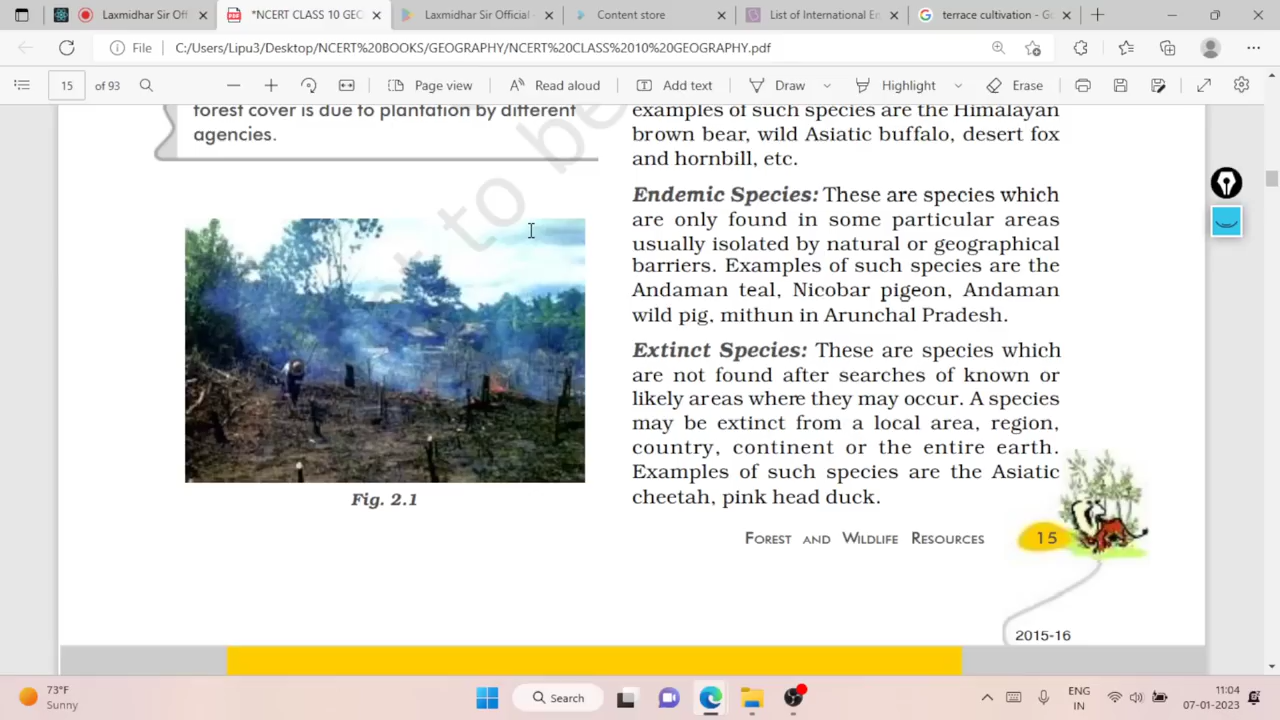 Laxmidhar Sir Off
*NCERT CLASS 10 GEO
Laxmidhar Sir Official -
Content store
List of International Ec
terrace cultivation - Go
File
C:/Users/Lipu3/Desktop/NCERT%20BOOKS/GEOGRAPHY/NCERT%20CLASS%2010%20GEOGRAPHY.pdf
15 of 93
Page view
Read aloud
Add text
Draw
Highlight
Erase
forest cover is due to plantation by different
agencies.
t to be
Fig. 2.1
examples of such species are the Himalayan
brown bear, wild Asiatic buffalo, desert fox
and hornbill, etc.
Endemic Species: These are species which
are only found in some particular areas
usually isolated by natural or geographical
barriers. Examples of such species are the
Andaman teal, Nicobar pigeon, Andaman
wild pig, mithun in Arunchal Pradesh.
Extinct Species: These are species which
are not found after searches of known or
likely areas where they may occur. A species
may be extinct from a local area, region,
country, continent or the entire earth.
Examples of such species are the Asiatic
cheetah, pink head duck.
FOREST AND WILDLIFE RESOURCES 15
2015-16
73°F
Sunny
Search
ENG
IN
11:04
07-01-2023